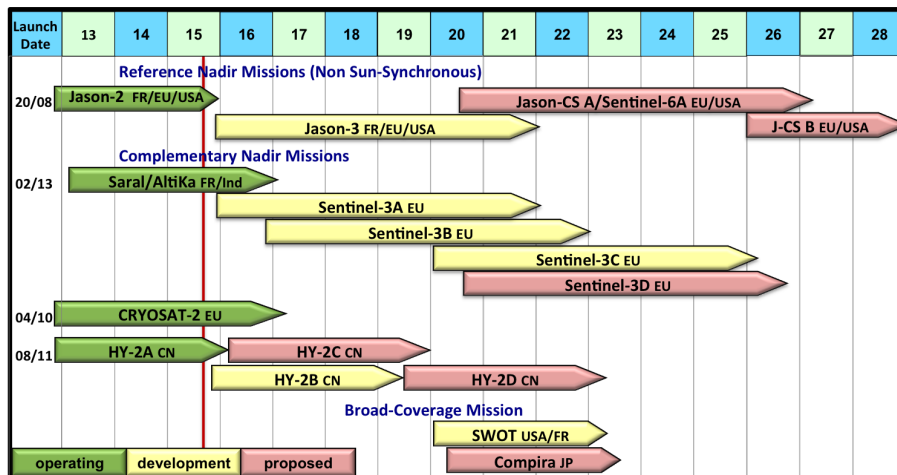 Launch Date 13 14 15 16 17 18 19 20 21 22 23 24 25 26 27 28
Reference Nadir Missions (Non Sun-Synchronous)
20/08 Jason-2 FR/EU/USA Jason-CS A/Sentinel-6A EU/USA
Jason-3 FR/EU/USA J-CS B EU/USA
Complementary Nadir Missions
02/13 Saral/AltiKa FR/Ind
Sentinel-3A EU
Sentinel-3B EU
Sentinel-3C EU
Sentinel-3D EU
04/10 CRYOSAT-2 EU
08/11 HY-2A CN HY-2C CN
HY-2B CN HY-2D CN
Broad-Coverage Mission
SWOT USA/FR
operating development proposed Compira JP